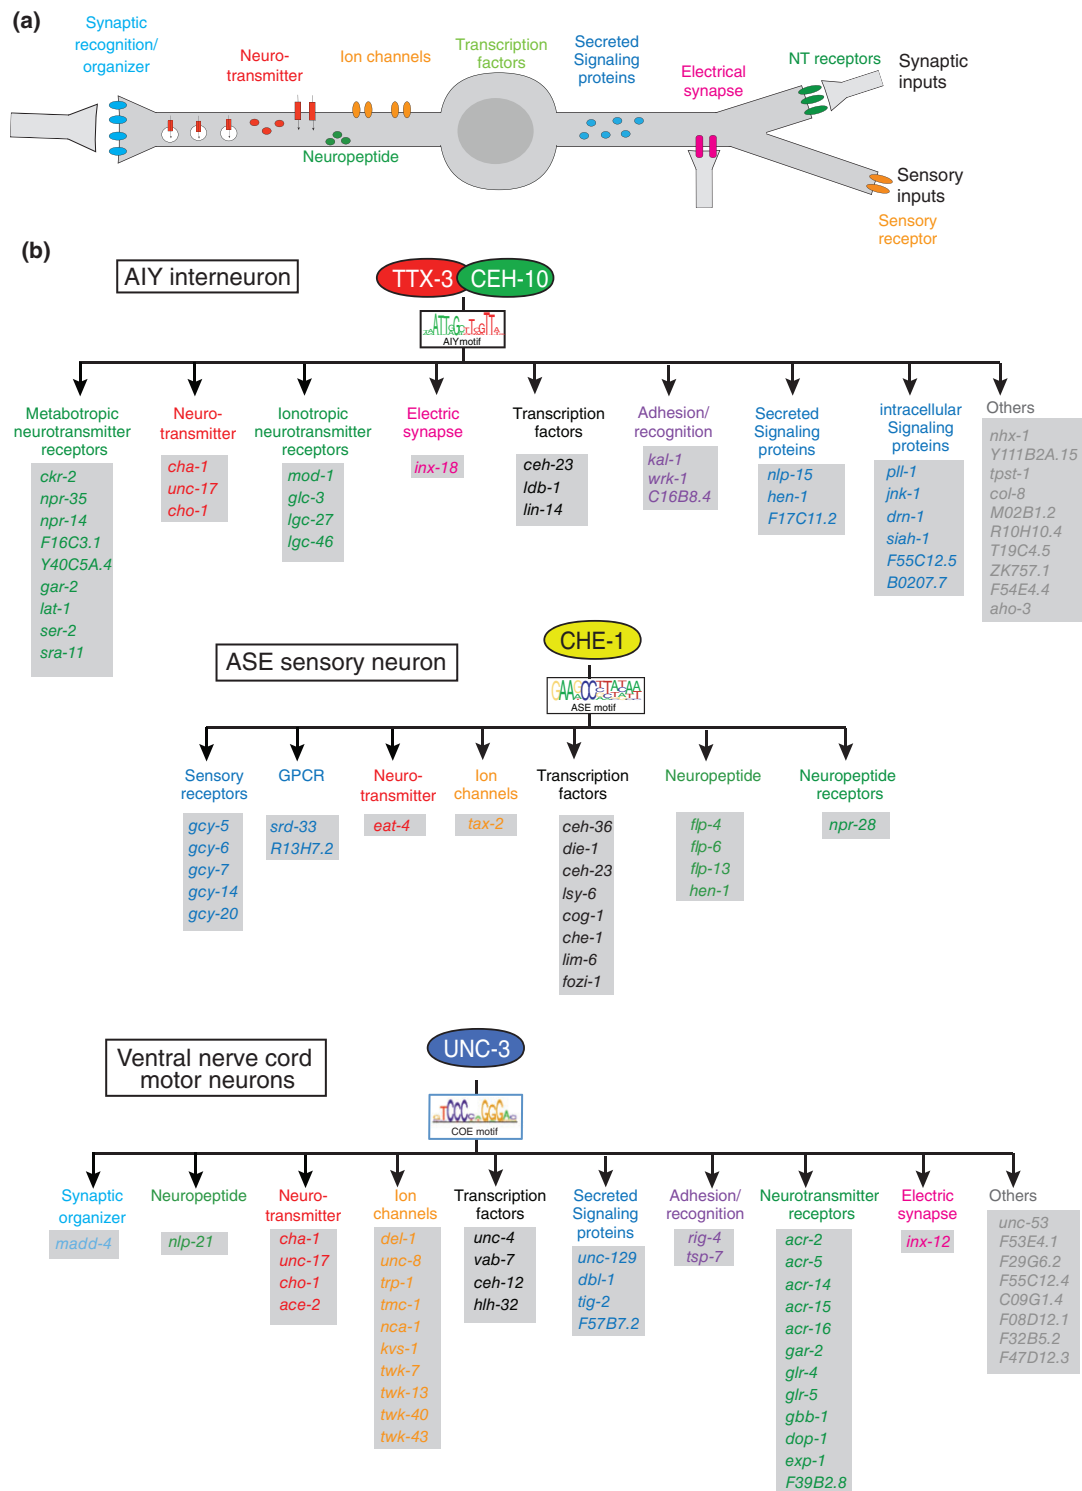 (a)
Synaptic
recognition/
organizer
Neuro-
transmitter
Ion channels
Neuropeptide
Transcription
factors
Secreted
Signaling
proteins
Electrical
synapse
NT receptors
Synaptic
inputs
Sensory
inputs
Sensory
receptor
(b)
AIY interneuron
TTX-3
CEH-10
AIYmotif
Metabotropic
neurotransmitter
receptors
ckr-2
npr-35
npr-14
F16C3.1
Y40C5A.4
gar-2
lat-1
ser-2
sra-11
Neuro-
transmitter
cha-1
unc-17
cho-1
Ionotropic
neurotransmitter
receptors
mod-1
glc-3
lgc-27
lgc-46
Electric
synapse
inx-18
Transcription
factors
ceh-23
ldb-1
lin-14
Adhesion/
recognition
kal-1
wrk-1
C16B8.4
Secreted
Signaling
proteins
nlp-15
hen-1
F17C11.2
intracellular
Signaling
proteins
pll-1
jnk-1
drn-1
siah-1
F55C12.5
B0207.7
Others
nhx-1
Y111B2A.15
tpst-1
col-8
M02B1.2
R10H10.4
T19C4.5
ZK757.1
F54E4.4
aho-3
ASE sensory neuron
CHE-1
ASE motif
Sensory
receptors
gcy-5
gcy-6
gcy-7
gcy-14
gcy-20
GPCR
srd-33
R13H7.2
Neuro-
transmitter
eat-4
Ion
channels
tax-2
Transcription
factors
ceh-36
die-1
ceh-23
lsy-6
cog-1
che-1
lim-6
fozi-1
Neuropeptide
flp-4
flp-6
flp-13
hen-1
Neuropeptide
receptors
npr-28
Ventral nerve cord
motor neurons
UNC-3
COE motif
Synaptic
organizer
madd-4
Neuropeptide
nlp-21
Neuro-
transmitter
cha-1
unc-17
cho-1
ace-2
Ion
channels
del-1
unc-8
trp-1
tmc-1
nca-1
kvs-1
twk-7
twk-13
twk-40
twk-43
Transcription
factors
unc-4
vab-7
ceh-12
hlh-32
Secreted
Signaling
proteins
unc-129
dbl-1
tig-2
F57B7.2
Adhesion/
recognition
rig-4
tsp-7
Neurotransmitter
receptors
acr-2
acr-5
acr-14
acr-15
acr-16
gar-2
glr-4
glr-5
gbb-1
dop-1
exp-1
F39B2.8
Electric
synapse
inx-12
Others
unc-53
F53E4.1
F29G6.2
F55C12.4
C09G1.4
F08D12.1
F32B5.2
F47D12.3